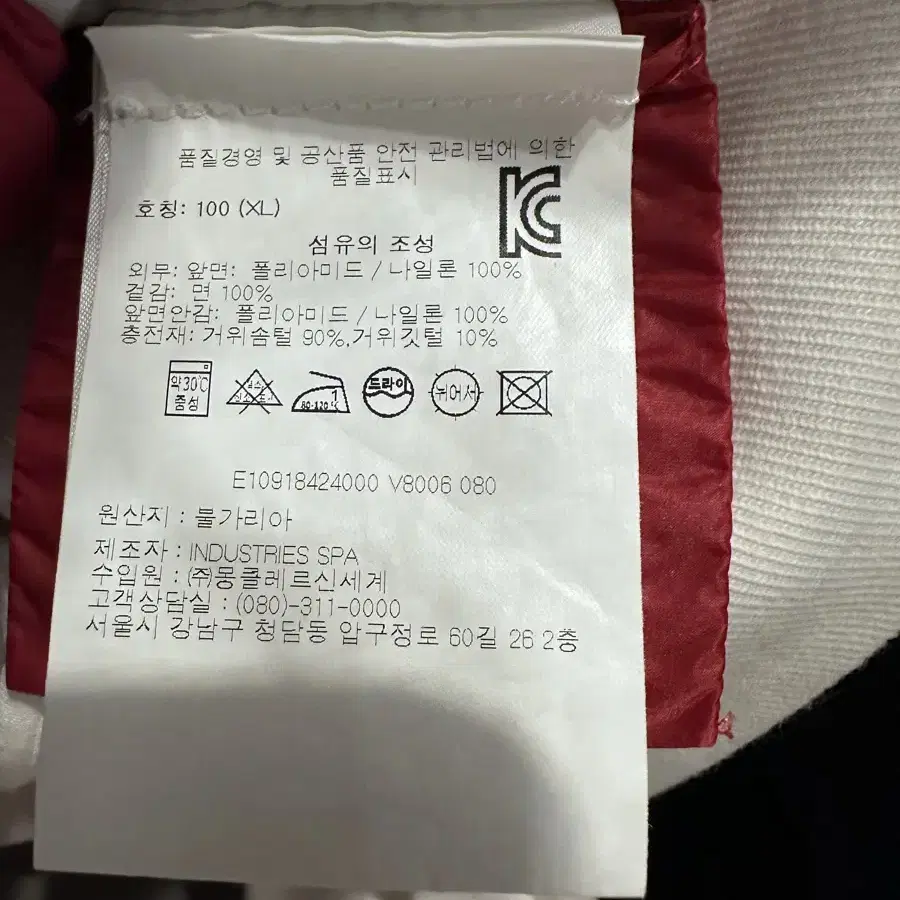 품질경영 및 공산품 안전 관리법에 의한
품질표시
호칭: 100 (XL)
섬유의 조성
외부: 앞면: 폴리아미드 / 나일론 100%
겉감: 면 100%
앞면안감: 폴리아미드 / 나일론 100%
충전재: 거위솜털 90%,거위깃털 10%
약30℃
중성
80-120℃
1
드라이
뉘어서
E10918424000 V8006 080
원산지 : 불가리아
제조자 : INDUSTRIES SPA
수입원 : ㈜몽클레르신세계
고객상담실 : (080)-311-0000
서울시 강남구 청담동 압구정로 60길 26 2층